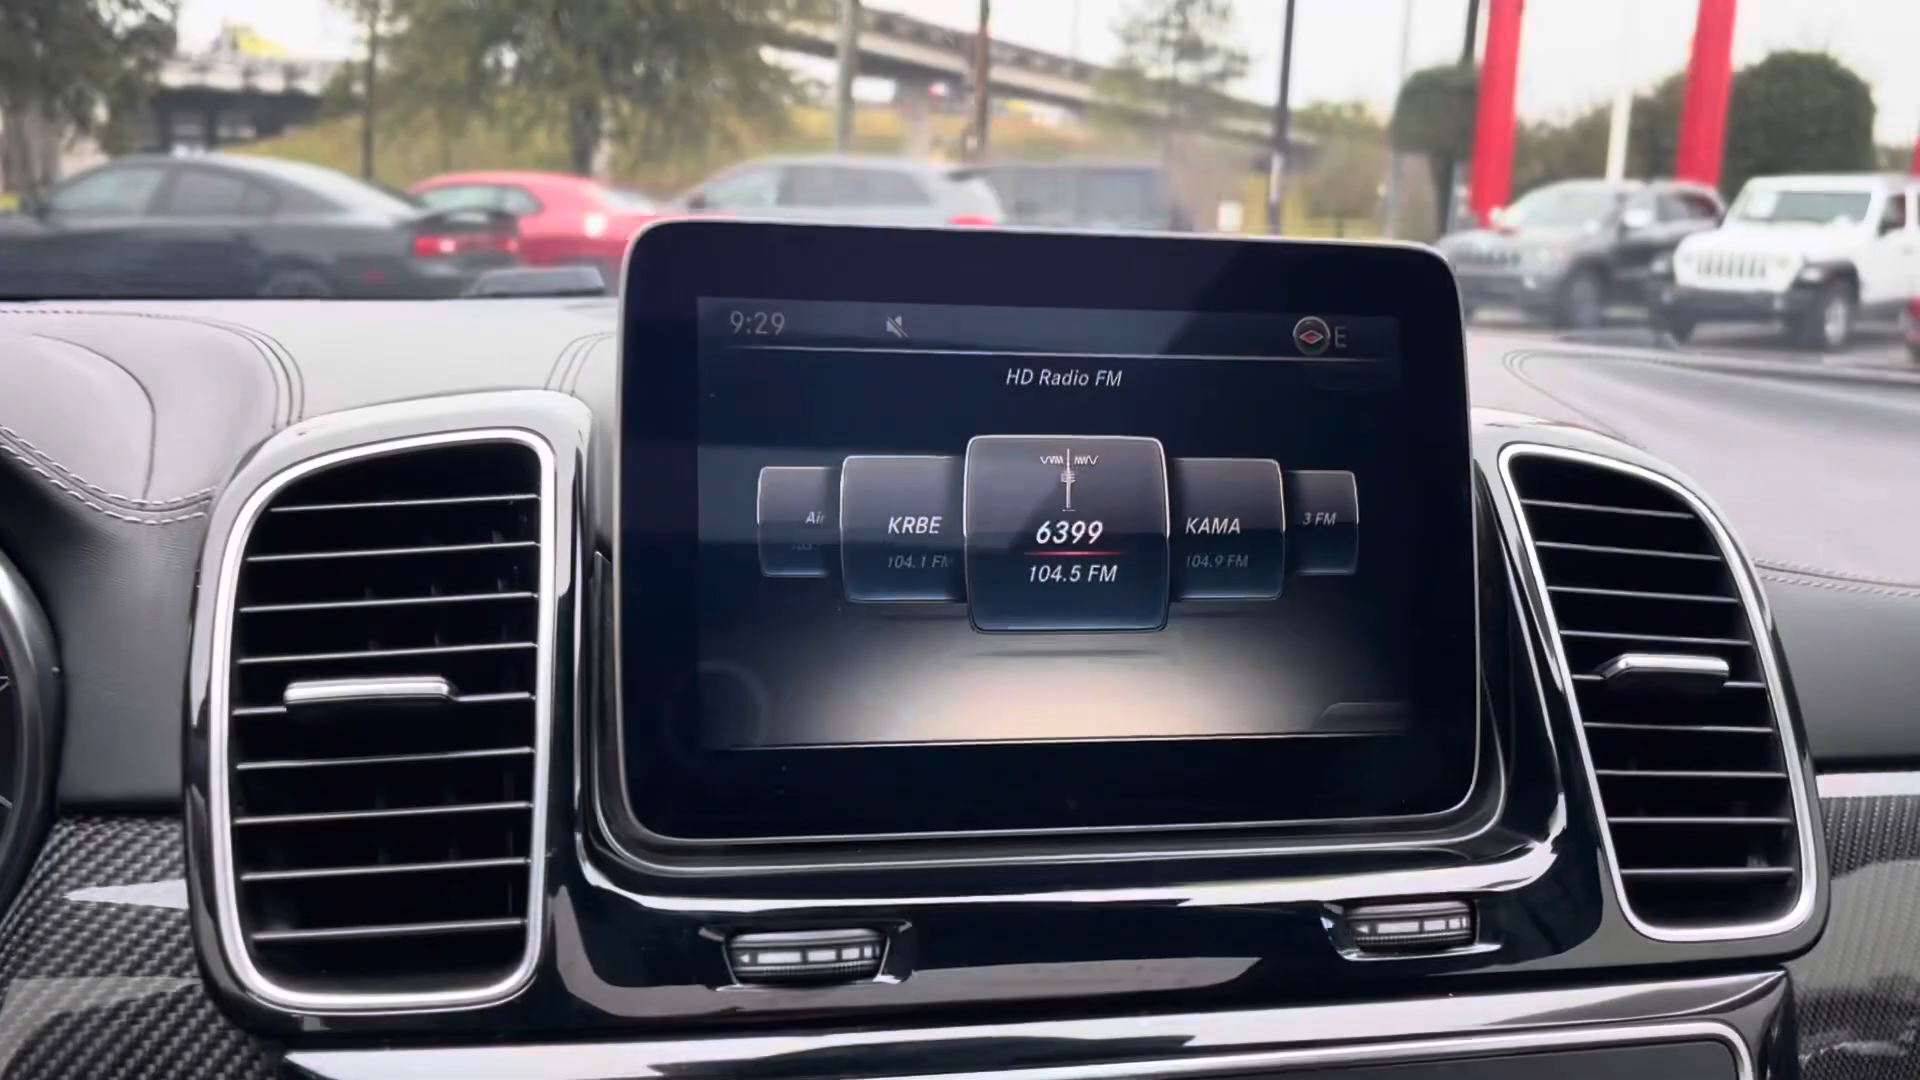 9:29
E
HD Radio FM
Air
KRBE
104.1 FM
6399
104.5 FM
KAMA
104.9 FM
3 FM